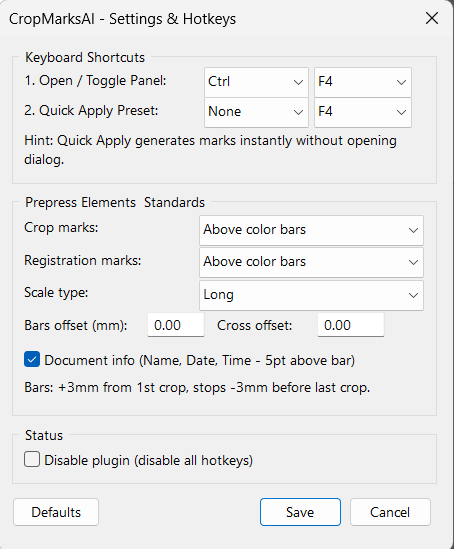 CropMarksAI - Settings & Hotkeys
Keyboard Shortcuts
1. Open / Toggle Panel: Ctrl F4
2. Quick Apply Preset: None F4
Hint: Quick Apply generates marks instantly without opening
dialog.
Prepress Elements  Standards
Crop marks: Above color bars
Registration marks: Above color bars
Scale type: Long
Bars offset (mm): 0.00 Cross offset: 0.00
Document info (Name, Date, Time - 5pt above bar)
Bars: +3mm from 1st crop, stops -3mm before last crop.
Status
Disable plugin (disable all hotkeys)
Defaults Save Cancel